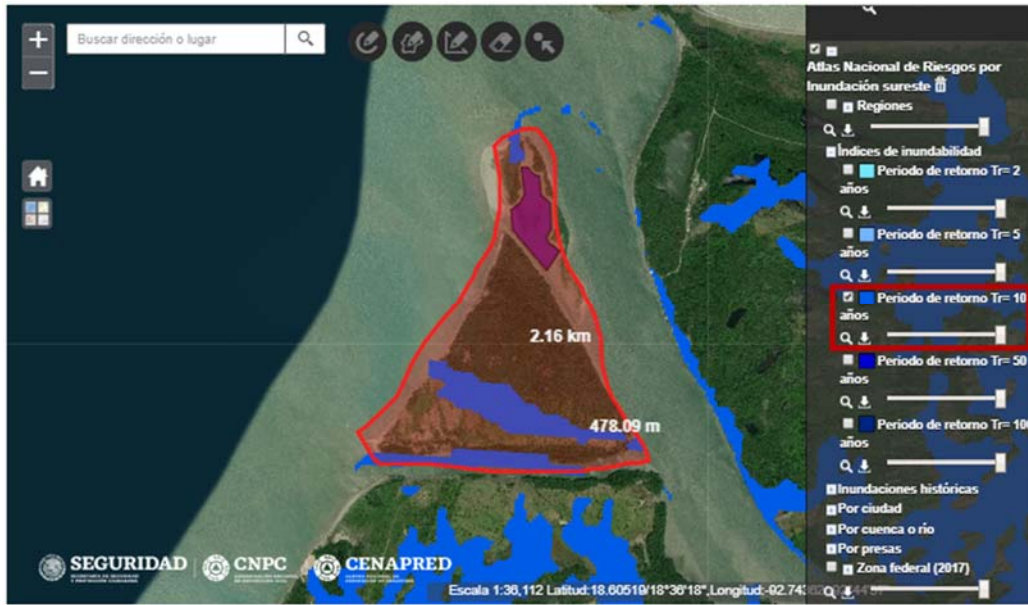 Buscar dirección o lugar
2.16 km
478.09 m
Atlas Nacional de Riesgos por
Inundación sureste
Regiones
Índices de inundabilidad
Periodo de retorno Tr= 2
años
Periodo de retorno Tr= 5
años
Periodo de retorno Tr= 10
años
Periodo de retorno Tr= 50
años
Periodo de retorno Tr= 10
años
Inundaciones históricas
Por ciudad
Por cuenca o río
Por presas
Zona federal (2017)
SEGURIDAD
CNPC
CENAPRED
Escala 1:36,112 Latitud:18.60519/18°36'18", Longitud:-92.74